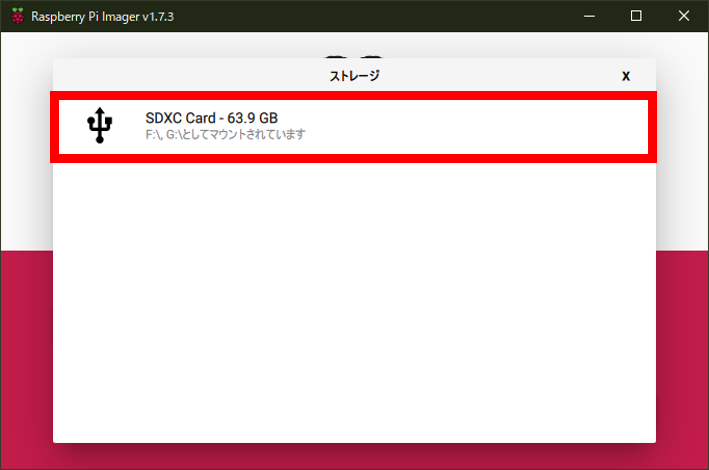 Raspberry Pi Imager v1.7.3
ストレージ X
SDXC Card - 63.9 GB
F:\, G:\としてマウントされています